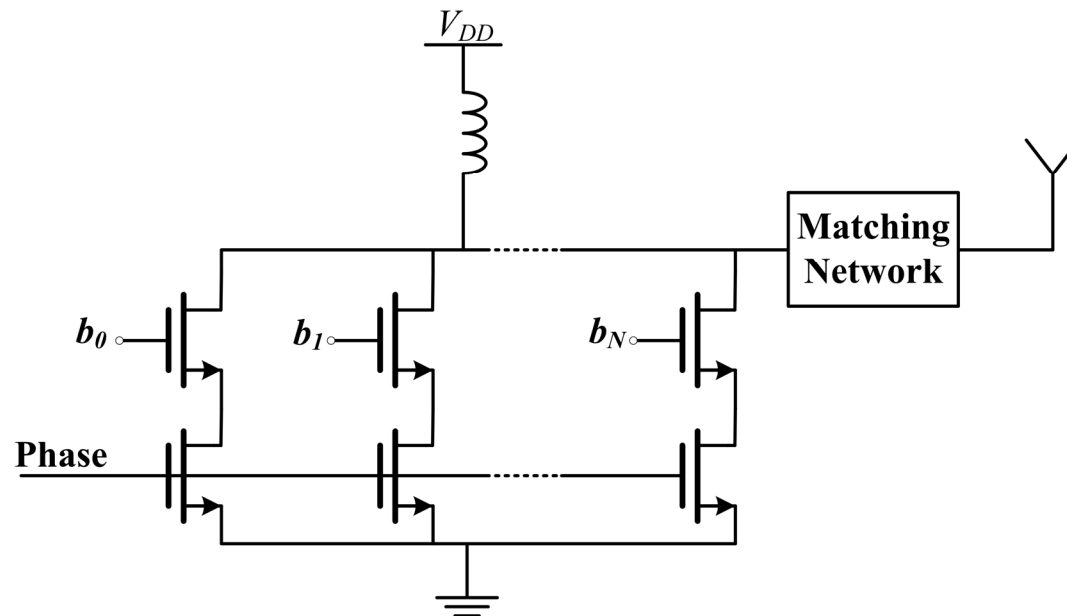 V_DD
Matching
Network
b_0
b_1
b_N
Phase